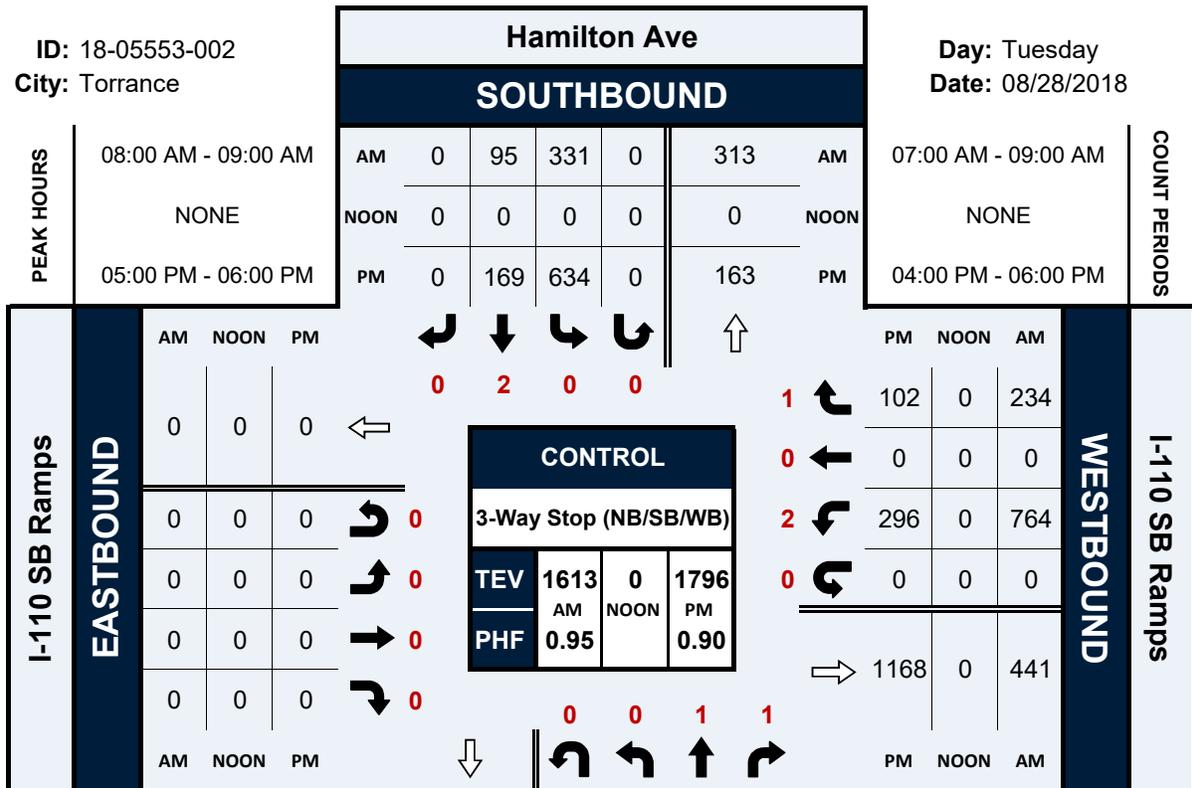 Hamilton Ave
ID: 18-05553-002
Day: Tuesday
City: Torrance
SOUTHBOUND
Date: 08/28/2018
PEAK HOURS
08:00 AM - 09:00 AM
AM 0 95 331 0 313 AM
07:00 AM - 09:00 AM
COUNT PERIODS
NONE
NOON 0 0 0 0 0 NOON
NONE
05:00 PM - 06:00 PM
PM 0 169 634 0 163 PM
04:00 PM - 06:00 PM
AM NOON PM
PM NOON AM
0 2 0 0
1 102 0 234
0 0 0
0 0 0 0
2 296 0 764
0 0 0 0
I-110 SB Ramps
EASTBOUND
0 0 0 0
0 0 0 0
0 0 0 0
0 0 0 0
CONTROL
3-Way Stop (NB/SB/WB)
TEV 1613 0 1796
AM NOON PM
PHF 0.95 0.90
WESTBOUND
I-110 SB Ramps
1168 0 441
0 0 1 1
AM NOON PM
PM NOON AM